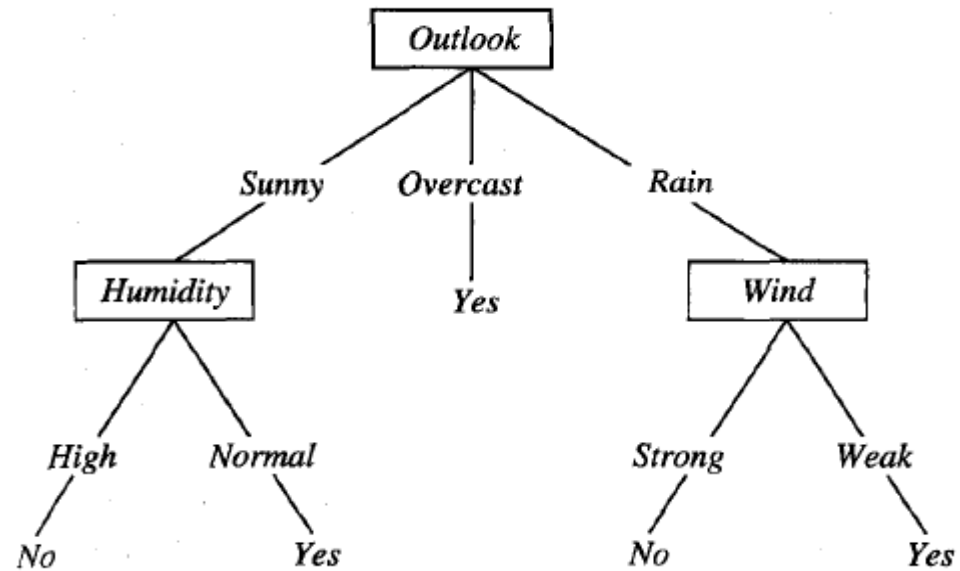 Outlook
Sunny Overcast Rain
Humidity Yes Wind
High Normal Strong Weak
No Yes No Yes